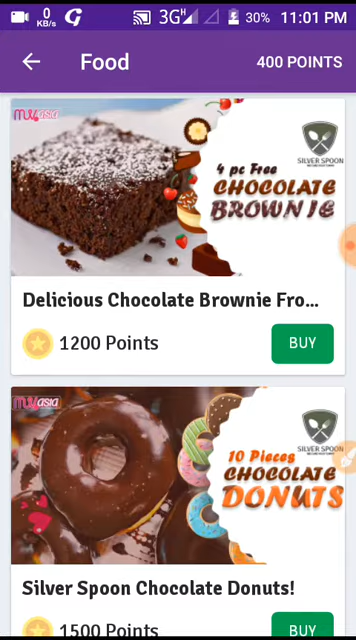 0
KB/s
3G H
30%
11:01 PM
Food
400 POINTS
asia
SILVER SPOON
4 pc Free
CHOCOLATE
BROWNIE
Delicious Chocolate Brownie Fro...
1200 Points
BUY
asia
SILVER SPOON
10 Pieces
CHOCOLATE
DONUTS
Silver Spoon Chocolate Donuts!
1500 Points
BUY